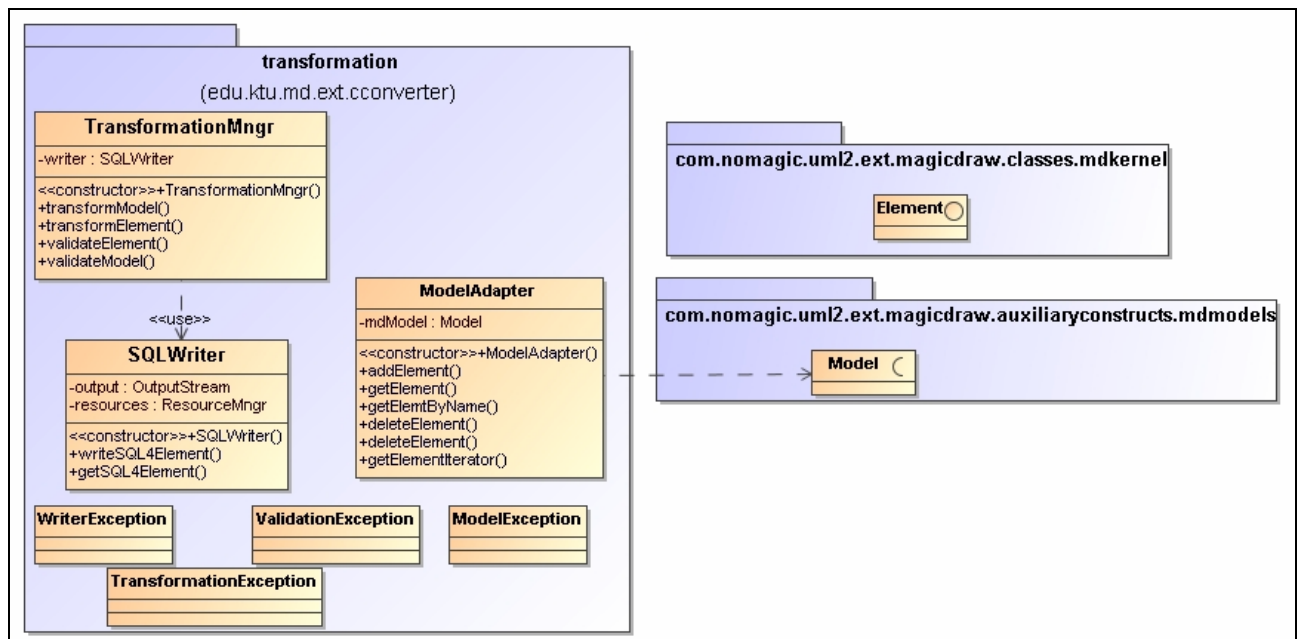 transformation
(edu.ktu.md.ext.cconverter)
TransformationMngr
-writer : SQLWriter
<<constructor>>+TransformationMngr()
+transformModel()
+transformElement()
+validateElement()
+validateModel()
<<use>>
SQLWriter
-output : OutputStream
-resources : ResourceMngr
<<constructor>>+SQLWriter()
+writeSQL4Element()
+getSQL4Element()
ModelAdapter
-mdModel : Model
<<constructor>>+ModelAdapter()
+addElement()
+getElement()
+getElemtByName()
+deleteElement()
+deleteElement()
+getElementIterator()
WriterException
ValidationException
ModelException
TransformationException
com.nomagic.uml2.ext.magicdraw.classes.mdkernel
Element
com.nomagic.uml2.ext.magicdraw.auxiliaryconstructs.mdmodels
Model